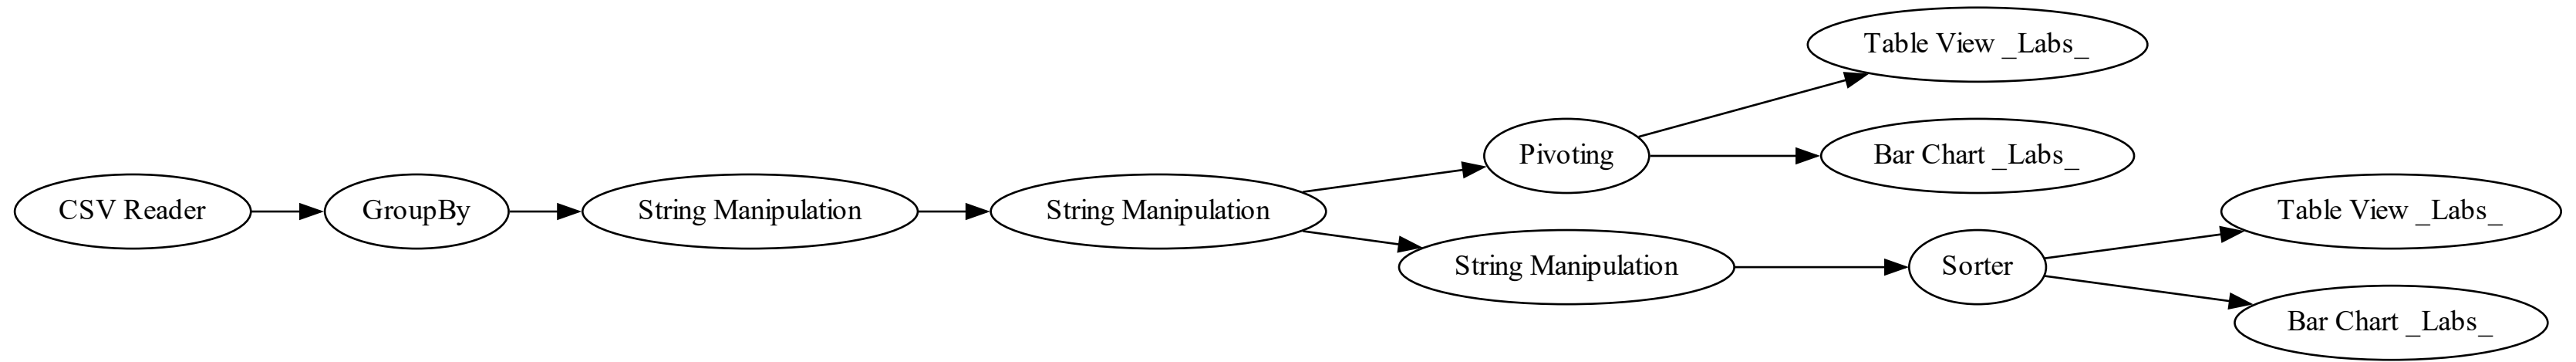 CSV Reader
GroupBy
String Manipulation
String Manipulation
Pivoting
Table View _Labs_
Bar Chart _Labs_
String Manipulation
Sorter
Table View _Labs_
Bar Chart _Labs_